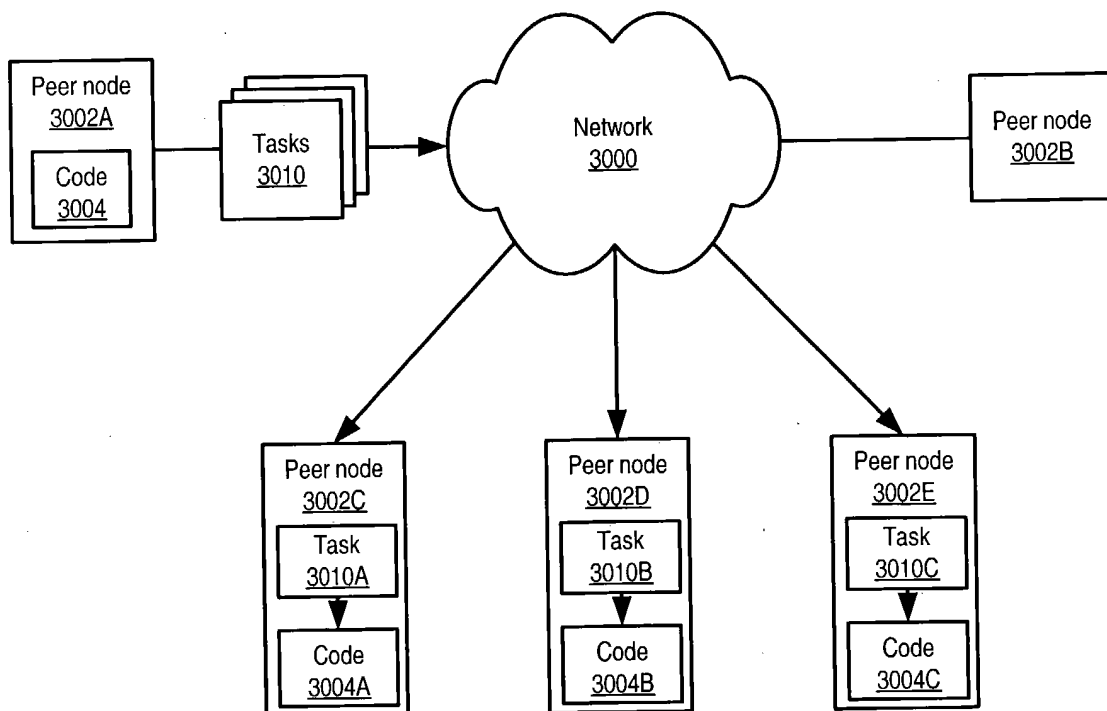 Peer node
3002A
Code
3004
Tasks
3010
Network
3000
Peer node
3002B
Peer node
3002C
Task
3010A
Code
3004A
Peer node
3002D
Task
3010B
Code
3004B
Peer node
3002E
Task
3010C
Code
3004C